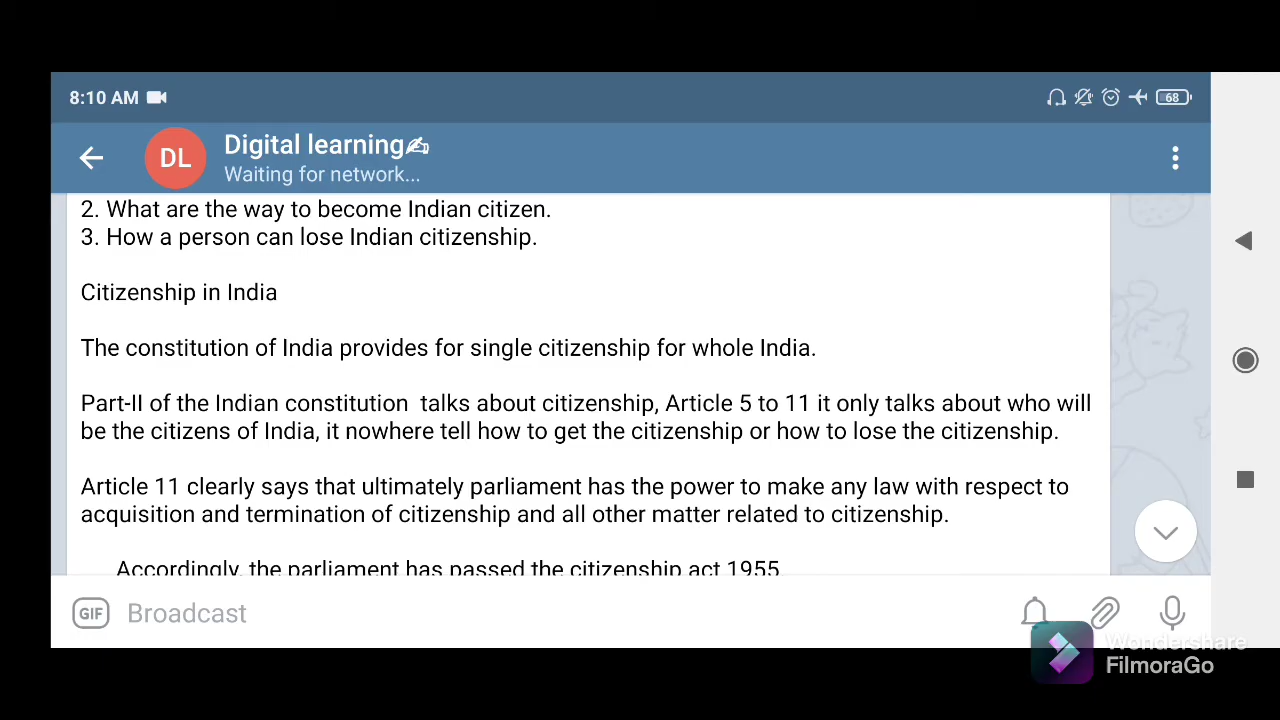 8:10 AM
68
DL
Digital learning✍
Waiting for network...
2. What are the way to become Indian citizen.
3. How a person can lose Indian citizenship.
Citizenship in India
The constitution of India provides for single citizenship for whole India.
Part-II of the Indian constitution  talks about citizenship, Article 5 to 11 it only talks about who will
be the citizens of India, it nowhere tell how to get the citizenship or how to lose the citizenship.
Article 11 clearly says that ultimately parliament has the power to make any law with respect to
acquisition and termination of citizenship and all other matter related to citizenship.
Accordingly, the parliament has passed the citizenship act 1955
GIF
Broadcast
Wondershare
FilmoraGo